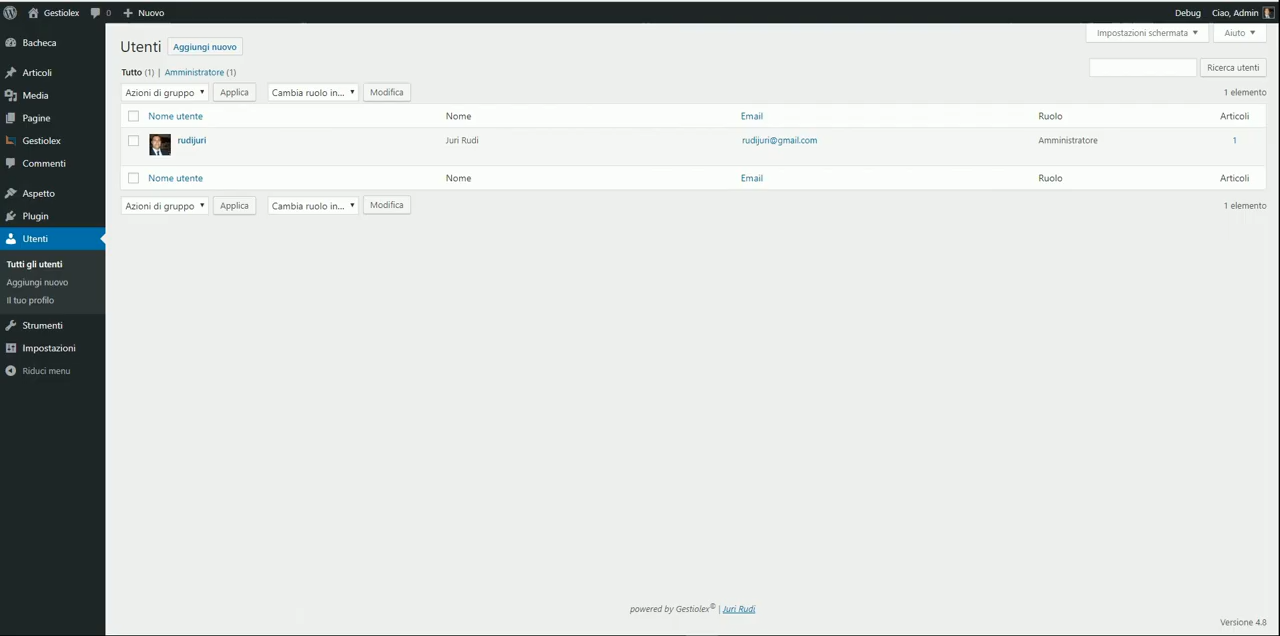 Gestiolex 0 Nuovo Debug Ciao, Admin
Bacheca
Articoli
Media
Pagine
Gestiolex
Commenti
Aspetto
Plugin
Utenti
Tutti gli utenti
Aggiungi nuovo
Il tuo profilo
Strumenti
Impostazioni
Riduci menu
Impostazioni schermata ▼ Aiuto ▼
Utenti Aggiungi nuovo
Tutto (1) | Amministratore (1)
Ricerca utenti
Azioni di gruppo ▼ Applica Cambia ruolo in... ▼ Modifica 1 elemento
Nome utente Nome Email Ruolo Articoli
rudijuri Juri Rudi rudijuri@gmail.com Amministratore 1
Nome utente Nome Email Ruolo Articoli
Azioni di gruppo ▼ Applica Cambia ruolo in... ▼ Modifica 1 elemento
powered by Gestiolex© | Juri Rudi
Versione 4.8